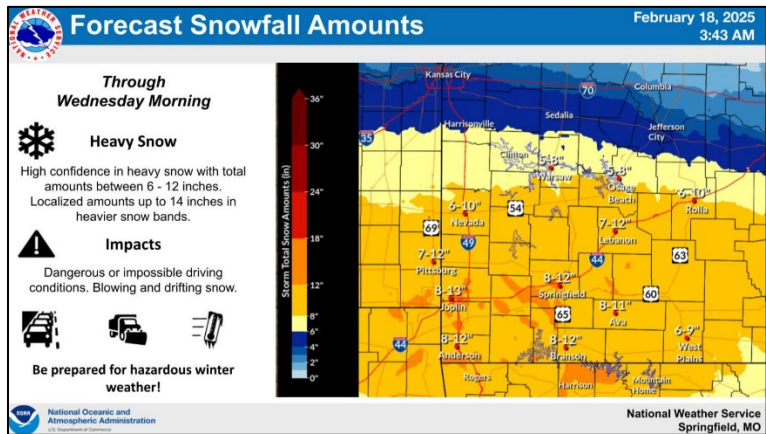 Forecast Snowfall Amounts
February 18, 2025
3:43 AM
Through
Wednesday Morning
Heavy Snow
High confidence in heavy snow with total
amounts between 6 - 12 inches.
Localized amounts up to 14 inches in
heavier snow bands.
Impacts
Dangerous or impossible driving
conditions. Blowing and drifting snow.
Be prepared for hazardous winter
weather!
Storm Total Snow Amounts (in)
36"
30"
24"
18"
12"
8"
6"
4"
2"
0"
Kansas City
70
Columbia
Sedalia
Harrisonville
Jefferson
City
35
Clinton
5-8"
Warsaw
5-8"
Osage
Beach
6-10"
Rolla
6-10"
Nevada
54
69
49
7-12"
Lebanon
63
7-12"
Pittsburg
44
8-12"
Springfield
8-13"
Joplin
60
65
8-11"
Ava
44
8-12"
Anderson
8-12"
Branson
6-9"
West
Plains
Rogers
Harrison
Mountain
Home
NATIONAL WEATHER SERVICE
NOAA
National Oceanic and
Atmospheric Administration
U.S. Department of Commerce
National Weather Service
Springfield, MO